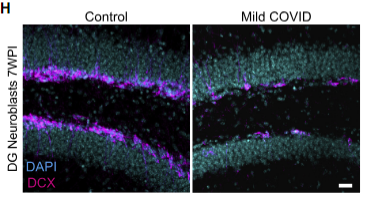 H
Control
Mild COVID
DG Neuroblasts 7WPI
DAPI
DCX